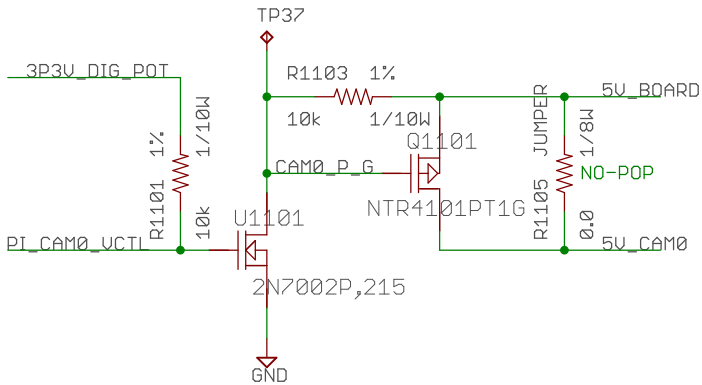 TP37
3P3V_DIG_POT
R1103 1%
10k 1/10W
5V_BOARD
R1101 1%
10k 1/10W
CAM0_P_G
Q1101
NTR4101PT1G
R1105 JUMPER
0.0 1/8W
NO-POP
U1101
PI_CAM0_VCTL
5V_CAM0
2N7002P,215
GND